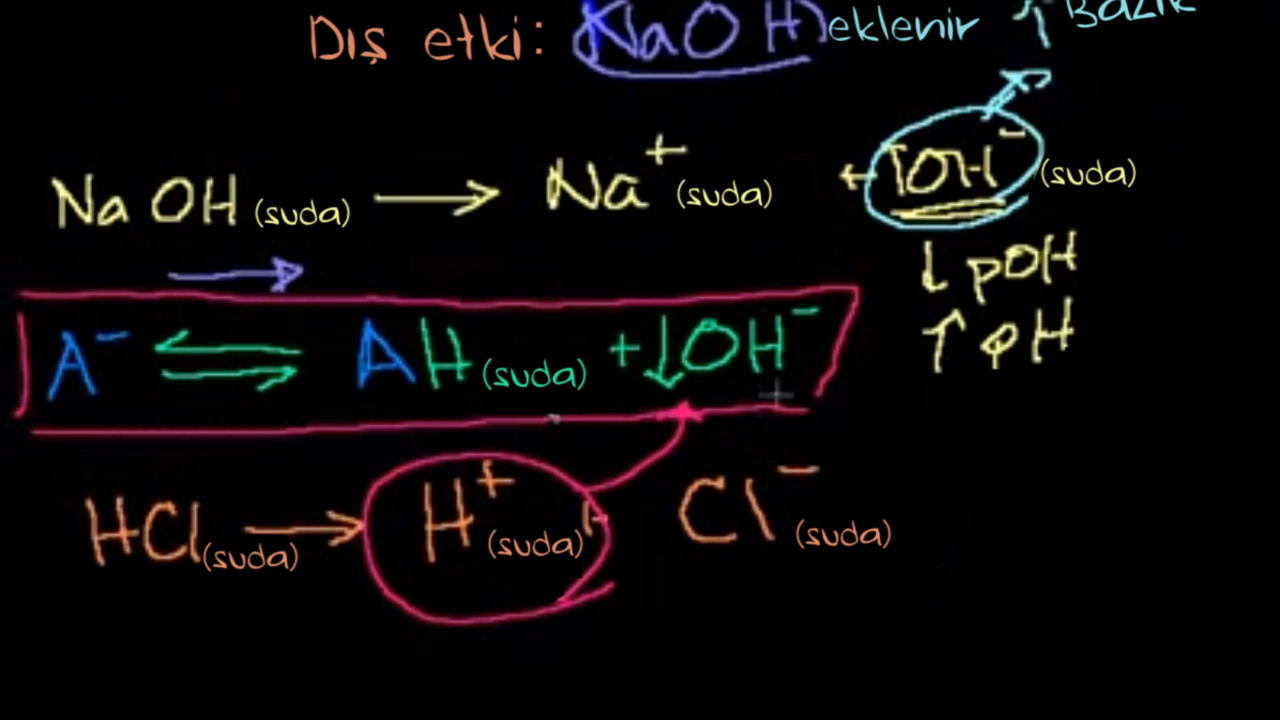 Dış etki: NaOH eklenir ↑ Bazik
NaOH(suda) → Na⁺(suda) + ↑OH⁻(suda)
↓ pOH
↑ pH
A⁻ ⇌ AH(suda) + ↓OH⁻
HCl(suda) → H⁺(suda) + Cl⁻(suda)